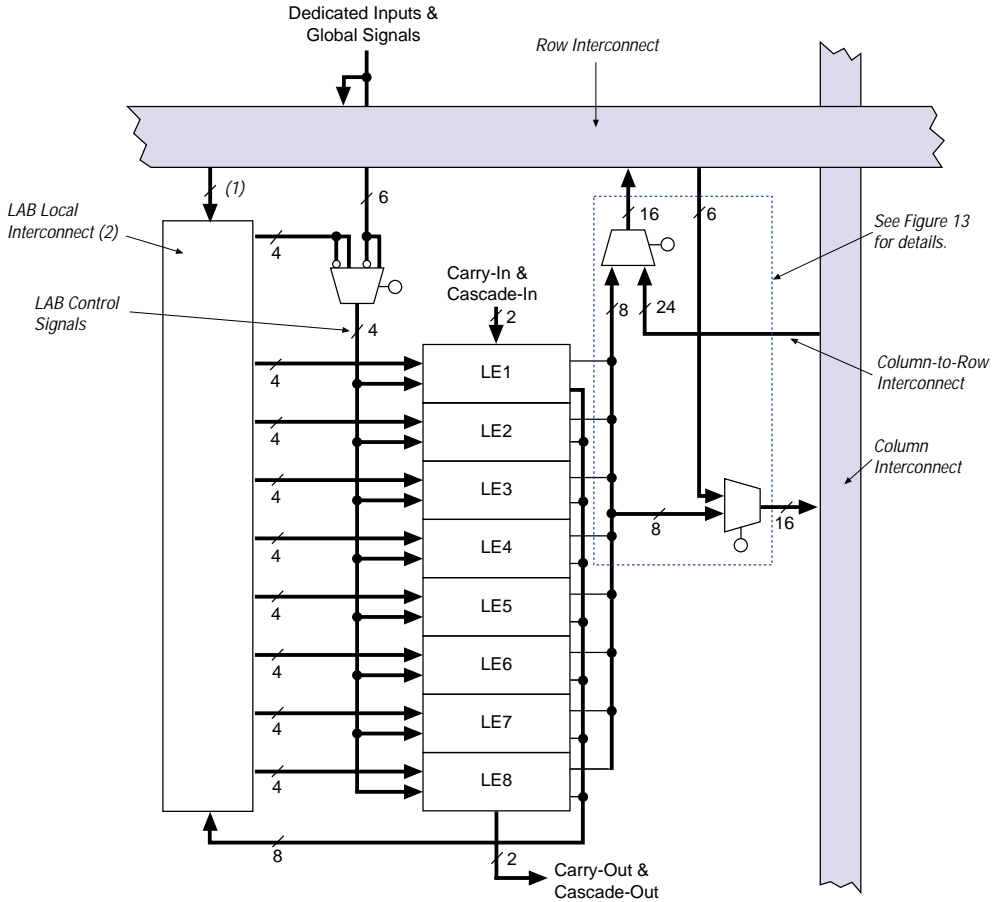 Dedicated Inputs &
Global Signals
Row Interconnect
(1)
6
16
6
LAB Local
Interconnect (2)
See Figure 13
for details.
4
Carry-In &
Cascade-In
LAB Control
Signals
4
2
8
24
Column-to-Row
Interconnect
LE1
4
LE2
4
Column
Interconnect
LE3
4
8
16
LE4
4
LE5
4
LE6
4
LE7
4
LE8
4
8
2
Carry-Out &
Cascade-Out